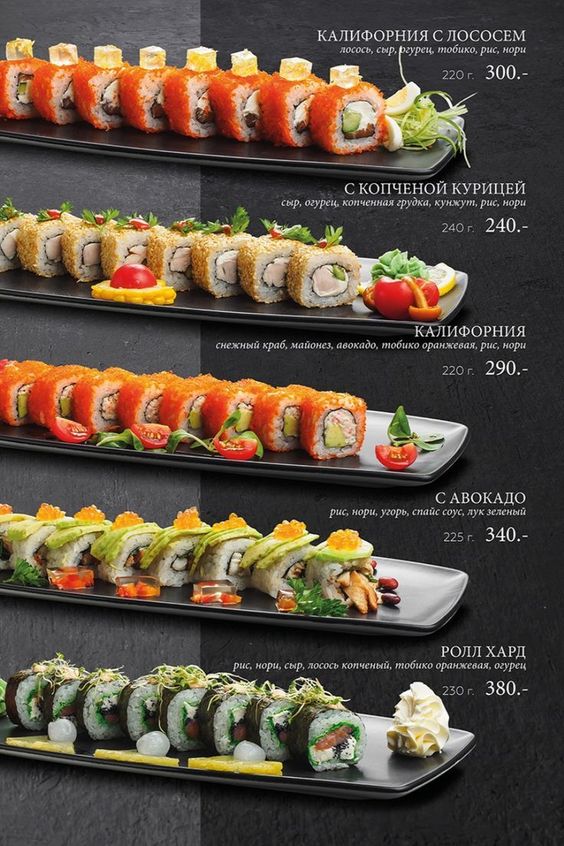 КАЛИФОРНИЯ С ЛОСОСЕМ
лосось, сыр, огурец, тобико, рис, нори
220 г. 300.-
С КОПЧЕНОЙ КУРИЦЕЙ
сыр, огурец, копченная грудка, кунжут, рис, нори
240 г. 240.-
КАЛИФОРНИЯ
снежный краб, майонез, авокадо, тобико оранжевая, рис, нори
220 г. 290.-
С АВОКАДО
рис, нори, угорь, спайс соус, лук зеленый
225 г. 340.-
РОЛЛ ХАРД
рис, нори, сыр, лосось копченый, тобико оранжевая, огурец
230 г. 380.-